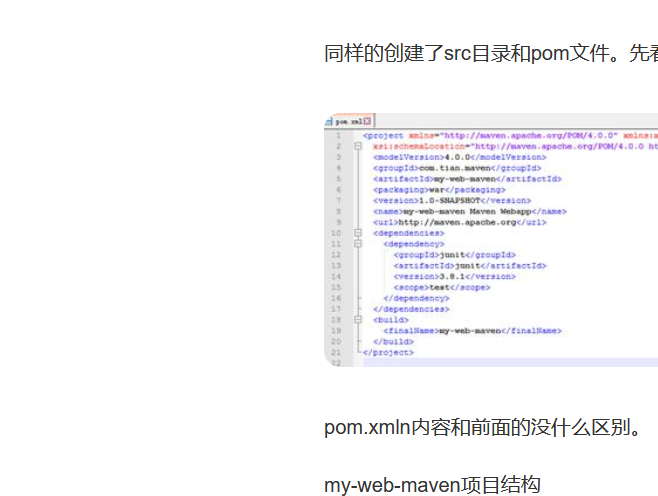 同样的创建了src目录和pom文件。先看
pom.xml
1 <project xmlns="http://maven.apache.org/POM/4.0.0" xmlns:x
2 xsi:schemaLocation="http://maven.apache.org/POM/4.0.0 ht
3 <modelVersion>4.0.0</modelVersion>
4 <groupId>com.tian.maven</groupId>
5 <artifactId>my-web-maven</artifactId>
6 <packaging>war</packaging>
7 <version>1.0-SNAPSHOT</version>
8 <name>my-web-maven Maven Webapp</name>
9 <url>http://maven.apache.org</url>
10 <dependencies>
11 <dependency>
12 <groupId>junit</groupId>
13 <artifactId>junit</artifactId>
14 <version>3.8.1</version>
15 <scope>test</scope>
16 </dependency>
17 </dependencies>
18 <build>
19 <finalName>my-web-maven</finalName>
20 </build>
21 </project>
22
pom.xmln内容和前面的没什么区别。
my-web-maven项目结构